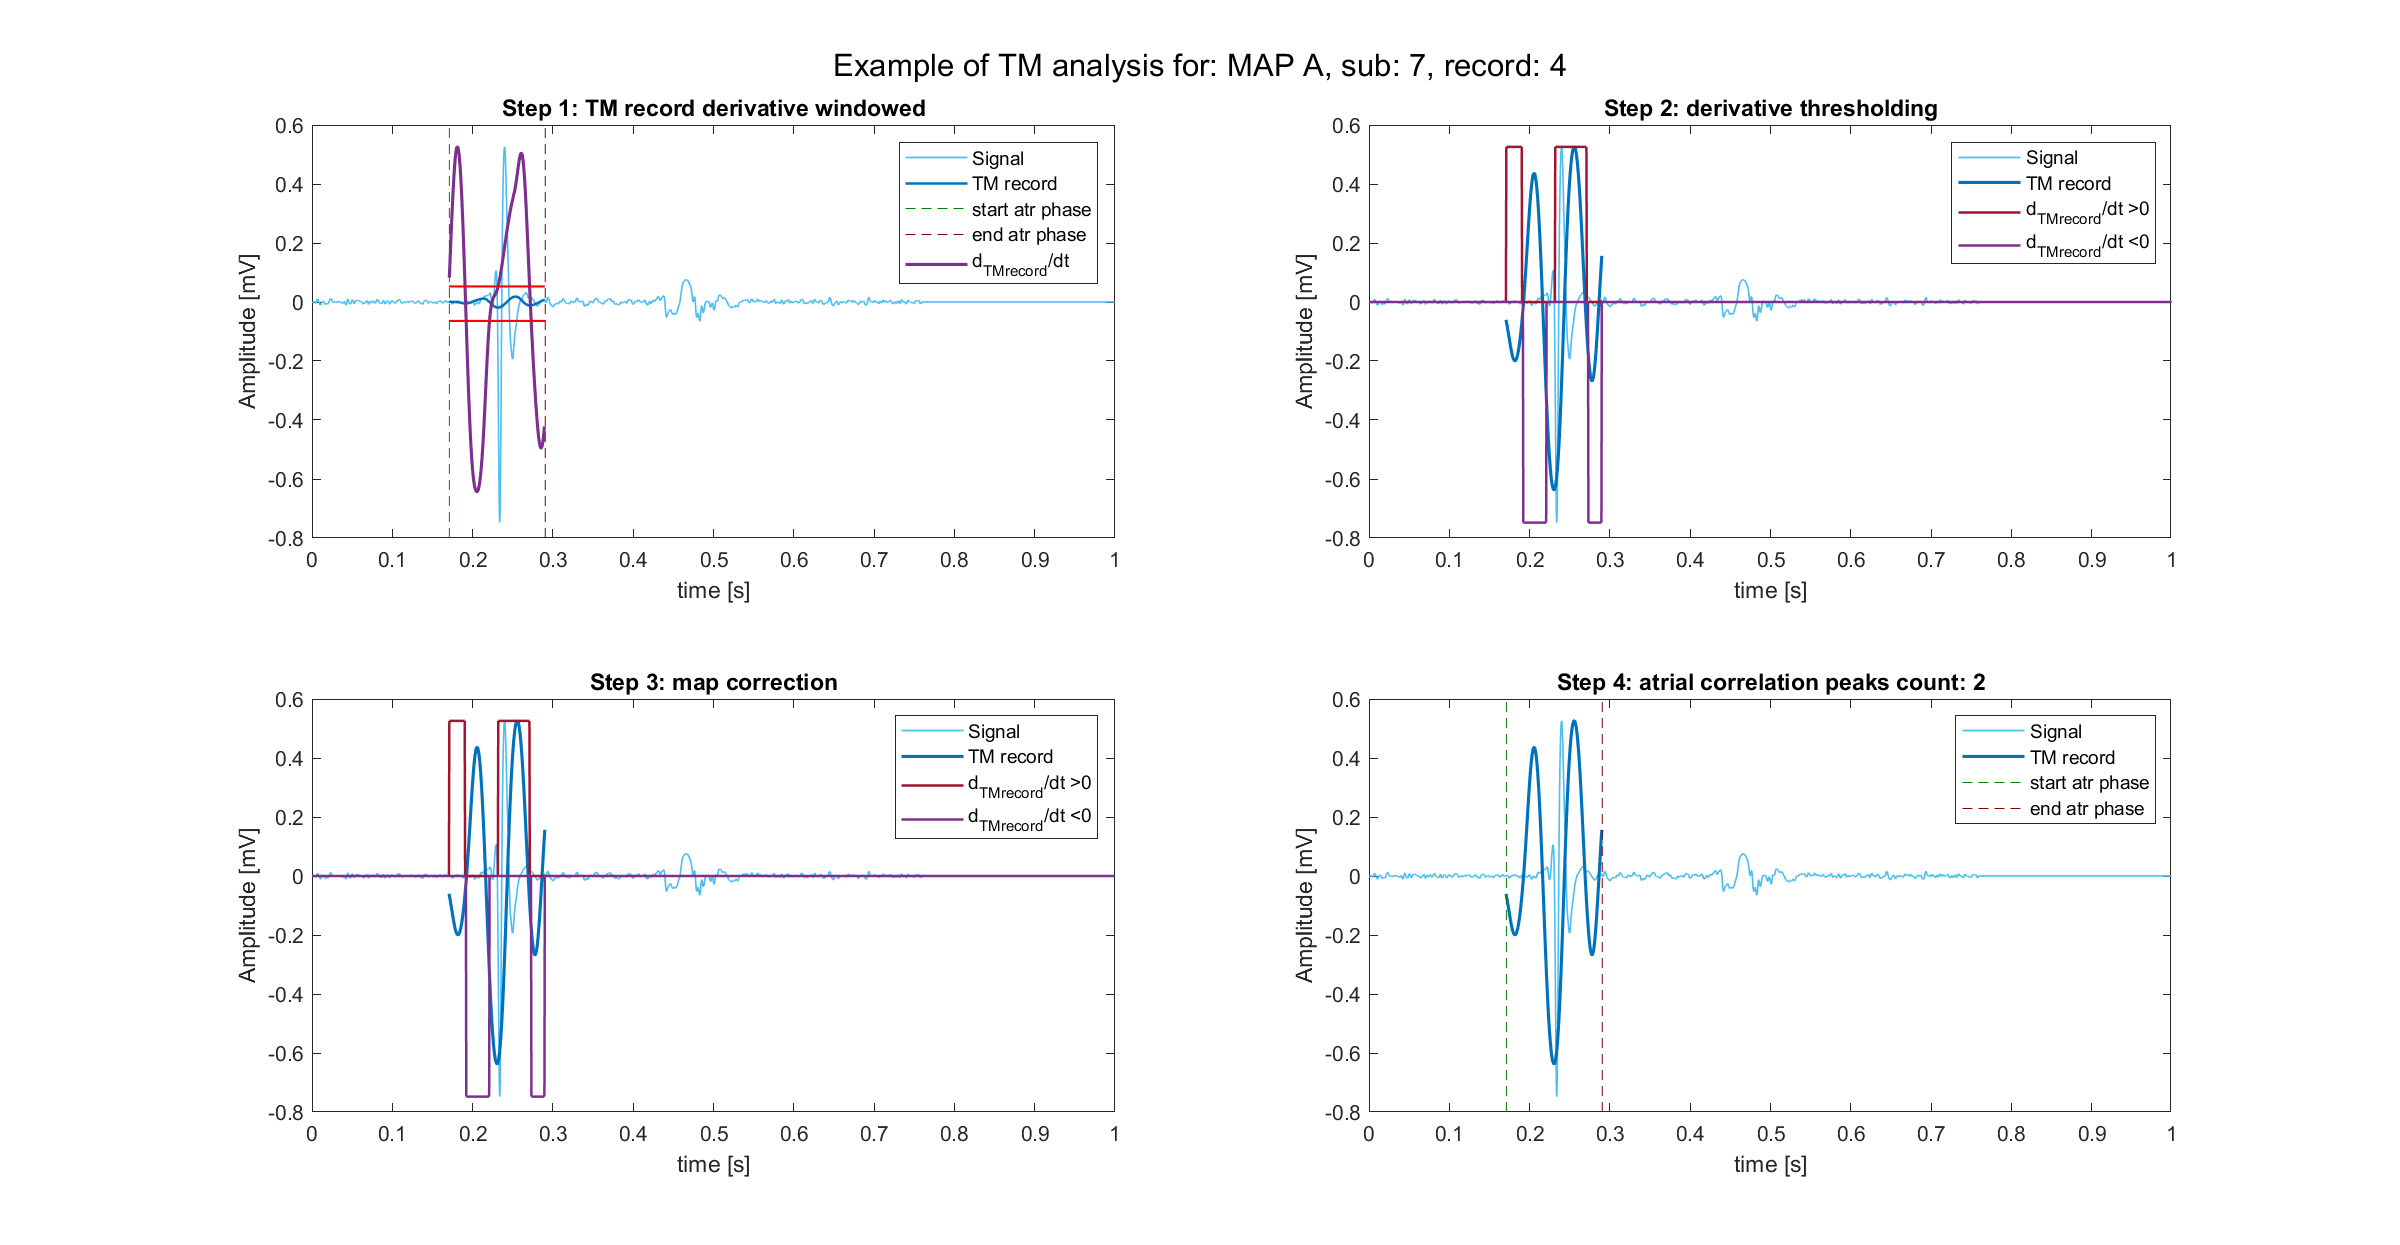 Example of TM analysis for: MAP A, sub: 7, record: 4
Step 1: TM record derivative windowed
0.6
0.4
0.2
0
-0.2
-0.4
-0.6
-0.8
Amplitude [mV]
Signal
TM record
start atr phase
end atr phase
dTMrecord/dt
0 0.1 0.2 0.3 0.4 0.5 0.6 0.7 0.8 0.9 1
time [s]
Step 2: derivative thresholding
0.6
0.4
0.2
0
-0.2
-0.4
-0.6
-0.8
Amplitude [mV]
Signal
TM record
dTMrecord/dt >0
dTMrecord/dt <0
0 0.1 0.2 0.3 0.4 0.5 0.6 0.7 0.8 0.9 1
time [s]
Step 3: map correction
0.6
0.4
0.2
0
-0.2
-0.4
-0.6
-0.8
Amplitude [mV]
Signal
TM record
dTMrecord/dt >0
dTMrecord/dt <0
0 0.1 0.2 0.3 0.4 0.5 0.6 0.7 0.8 0.9 1
time [s]
Step 4: atrial correlation peaks count: 2
0.6
0.4
0.2
0
-0.2
-0.4
-0.6
-0.8
Amplitude [mV]
Signal
TM record
start atr phase
end atr phase
0 0.1 0.2 0.3 0.4 0.5 0.6 0.7 0.8 0.9 1
time [s]